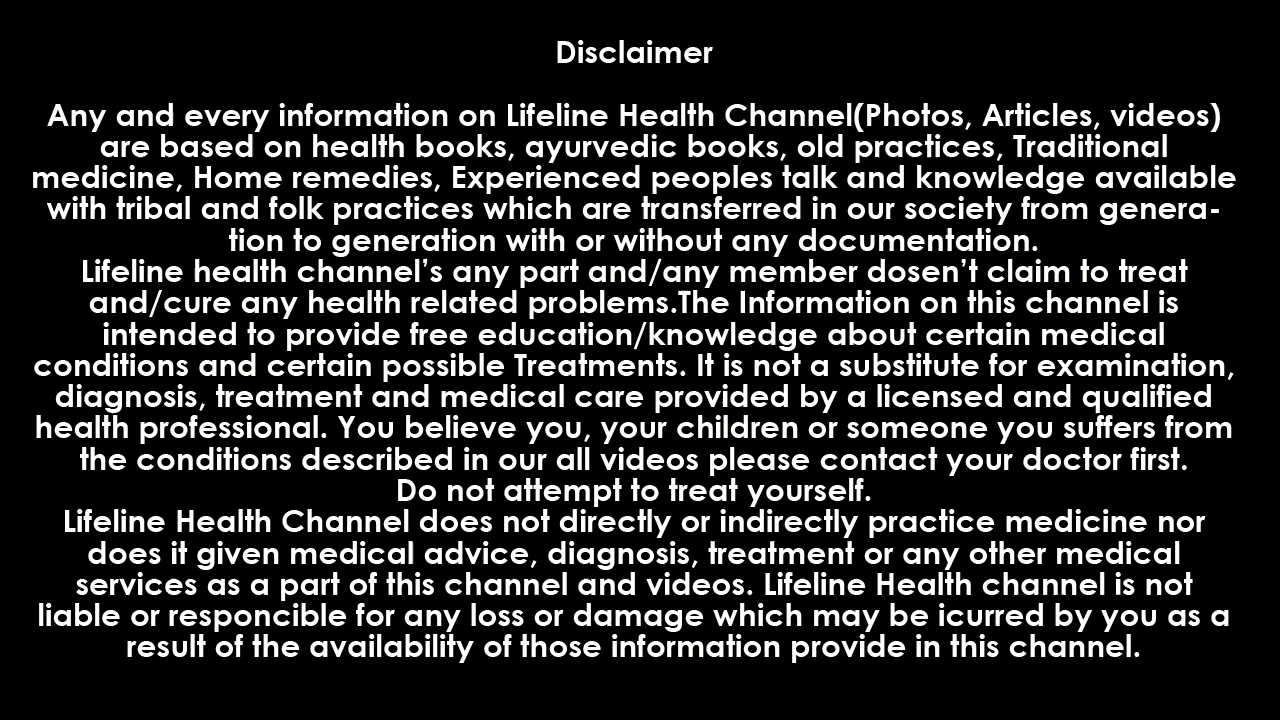 Disclaimer
Any and every information on Lifeline Health Channel(Photos, Articles, videos)
are based on health books, ayurvedic books, old practices, Traditional
medicine, Home remedies, Experienced peoples talk and knowledge available
with tribal and folk practices which are transferred in our society from genera-
tion to generation with or without any documentation.
Lifeline health channel’s any part and/any member dosen’t claim to treat
and/cure any health related problems.The Information on this channel is
intended to provide free education/knowledge about certain medical
conditions and certain possible Treatments. It is not a substitute for examination,
diagnosis, treatment and medical care provided by a licensed and qualified
health professional. You believe you, your children or someone you suffers from
the conditions described in our all videos please contact your doctor first.
Do not attempt to treat yourself.
Lifeline Health Channel does not directly or indirectly practice medicine nor
does it given medical advice, diagnosis, treatment or any other medical
services as a part of this channel and videos. Lifeline Health channel is not
liable or responcible for any loss or damage which may be icurred by you as a
result of the availability of those information provide in this channel.